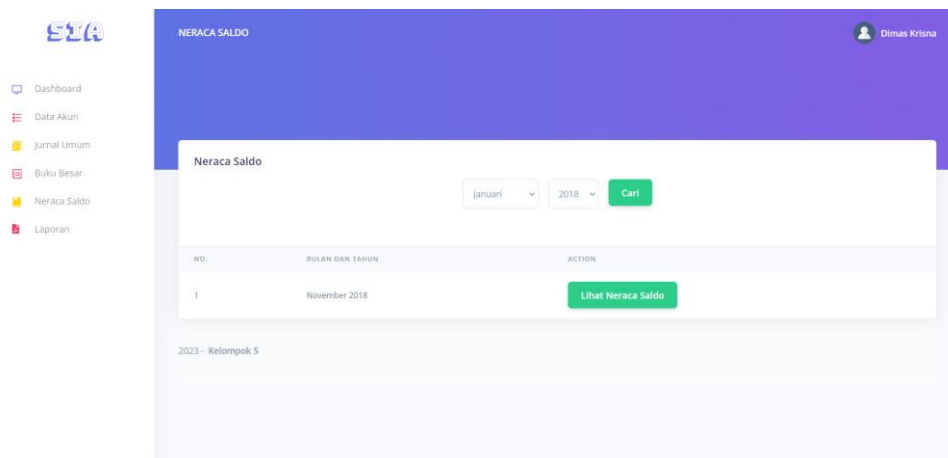 SIA
NERACA SALDO
Dimas Krisna
Dashboard
Data Akun
Jurnal Umum
Buku Besar
Neraca Saldo
Laporan
Neraca Saldo
Januari 2018 Cari
NO. BULAN DAN TAHUN ACTION
1 November 2018 Lihat Neraca Saldo
2023 - Kelompok 5